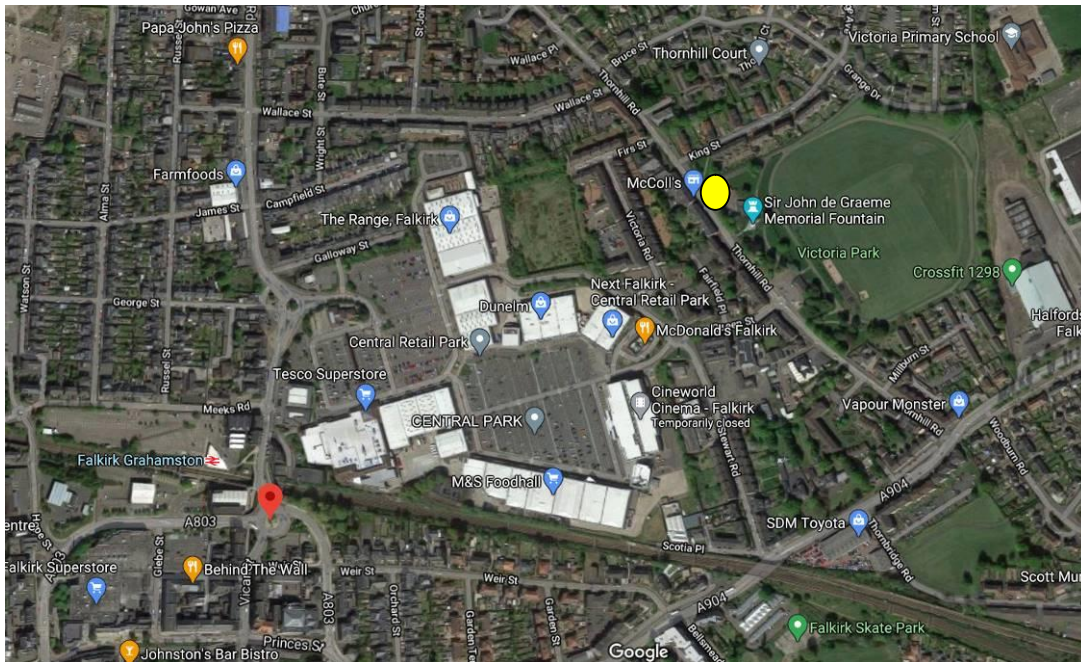 Gowan Ave
Papa John's Pizza
Russel St
Bute St
Wallace Pl
Bruce St
Thornhill Court
Thornhill Rd
Victoria Primary School
Grange Dr
Wallace St
Wallace St
Wright St
Firs St
King St
Farmfoods
Alma St
James St
Campfield St
McColl's
Sir John de Graeme
Memorial Fountain
The Range, Falkirk
Victoria Rd
Victoria Park
Galloway St
Thornhill Rd
Crossfit 1298
Watson St
George St
Dunelm
Next Falkirk -
Central Retail Park
Fairfield Pl
McDonald's Falkirk
Halfords
Central Retail Park
Millburn St
Russel St
Tesco Superstore
Cineworld
Cinema - Falkirk
Temporarily closed
Vapour Monster
Meeks Rd
CENTRAL PARK
Stewart Rd
Woodburn Rd
Falkirk Grahamston
M&S Foodhall
A904
A803
SDM Toyota
Scotia Pl
Thornbridge Rd
Glebe St
Falkirk Superstore
Behind The Wall
Weir St
Weir St
Scott
A803
Orchard St
Garden St
A904
Princes St
Falkirk Skate Park
Johnston's Bar Bistro
Google